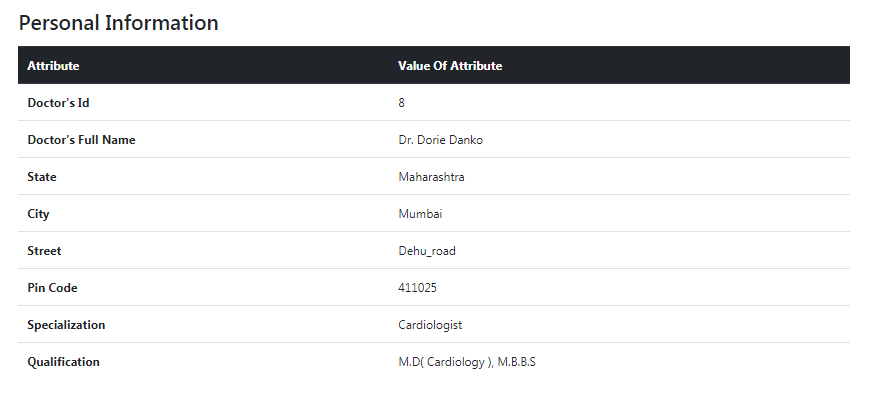 Personal Information
Attribute Value Of Attribute
Doctor's Id 8
Doctor's Full Name Dr. Dorie Danko
State Maharashtra
City Mumbai
Street Dehu_road
Pin Code 411025
Specialization Cardiologist
Qualification M.D( Cardiology ), M.B.B.S